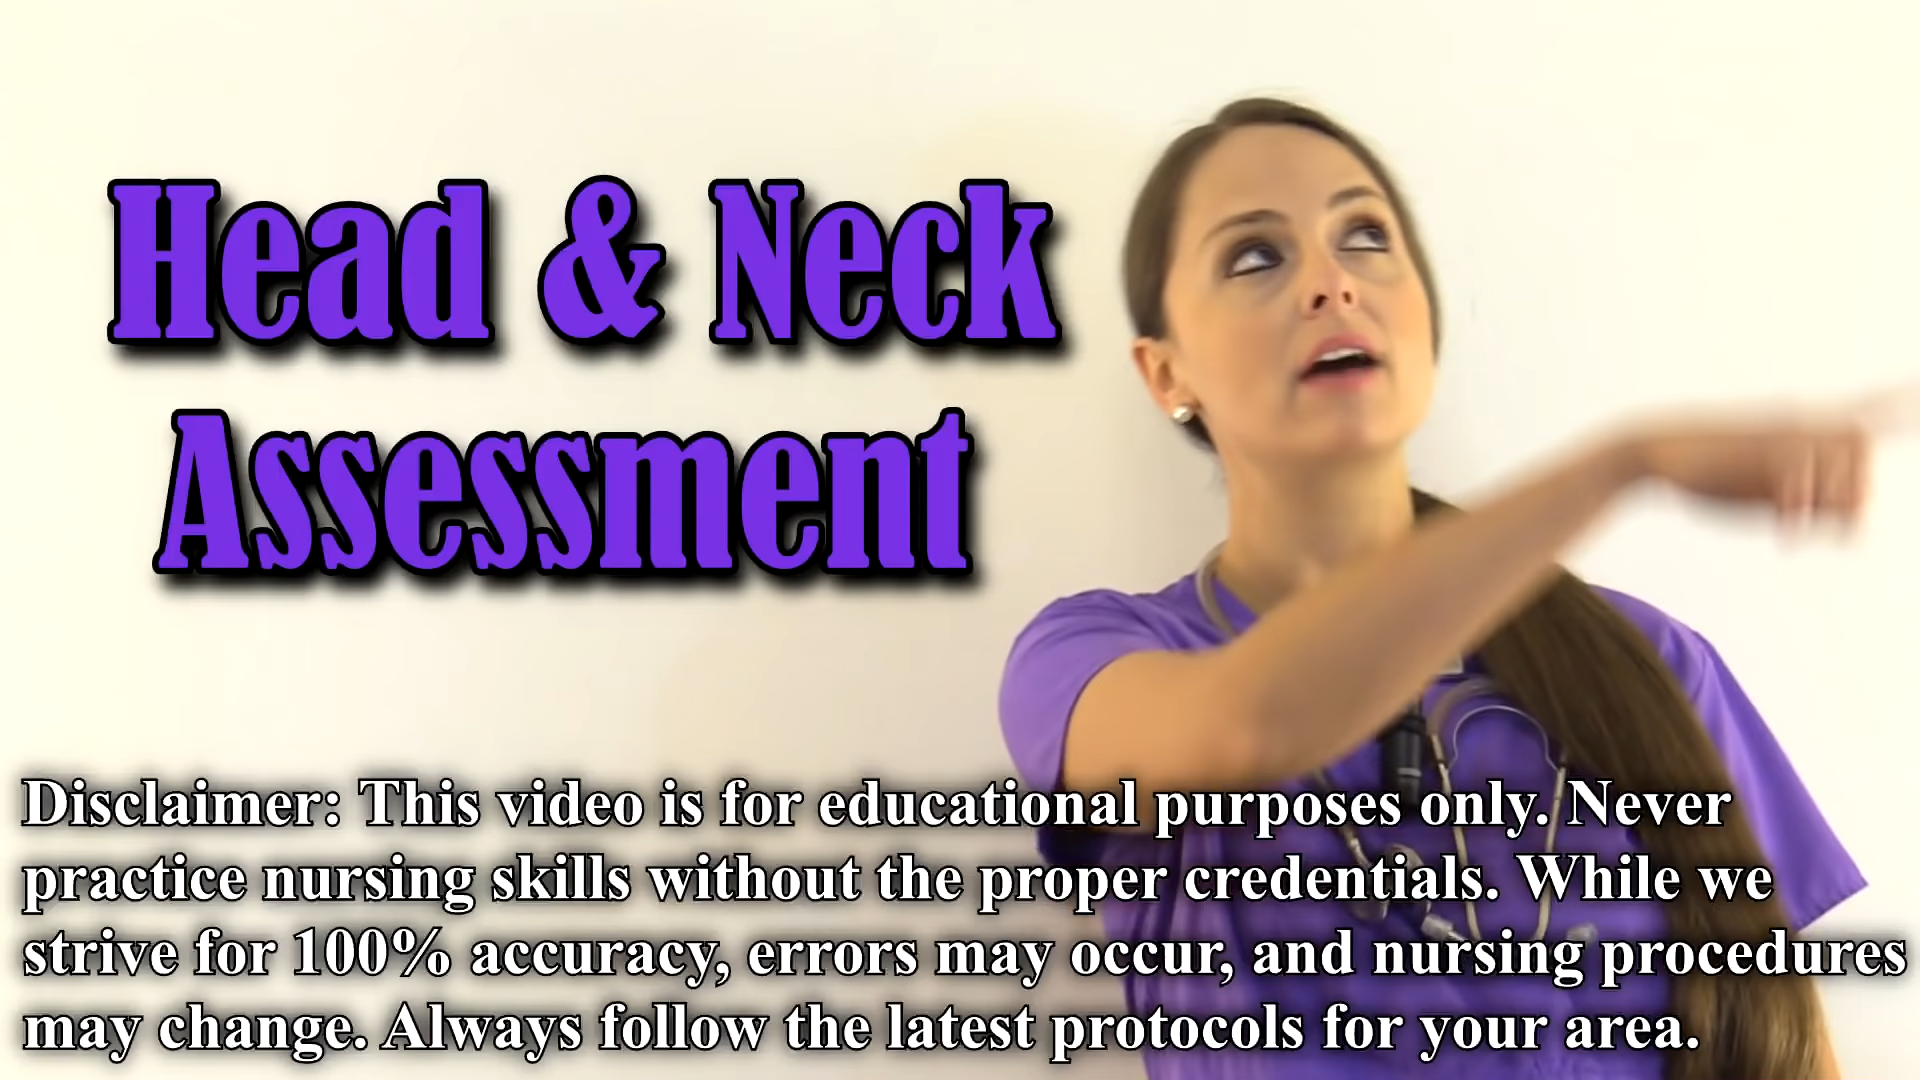 Head & Neck
Assessment
Disclaimer: This video is for educational purposes only. Never
practice nursing skills without the proper credentials. While we
strive for 100% accuracy, errors may occur, and nursing procedures
may change. Always follow the latest protocols for your area.